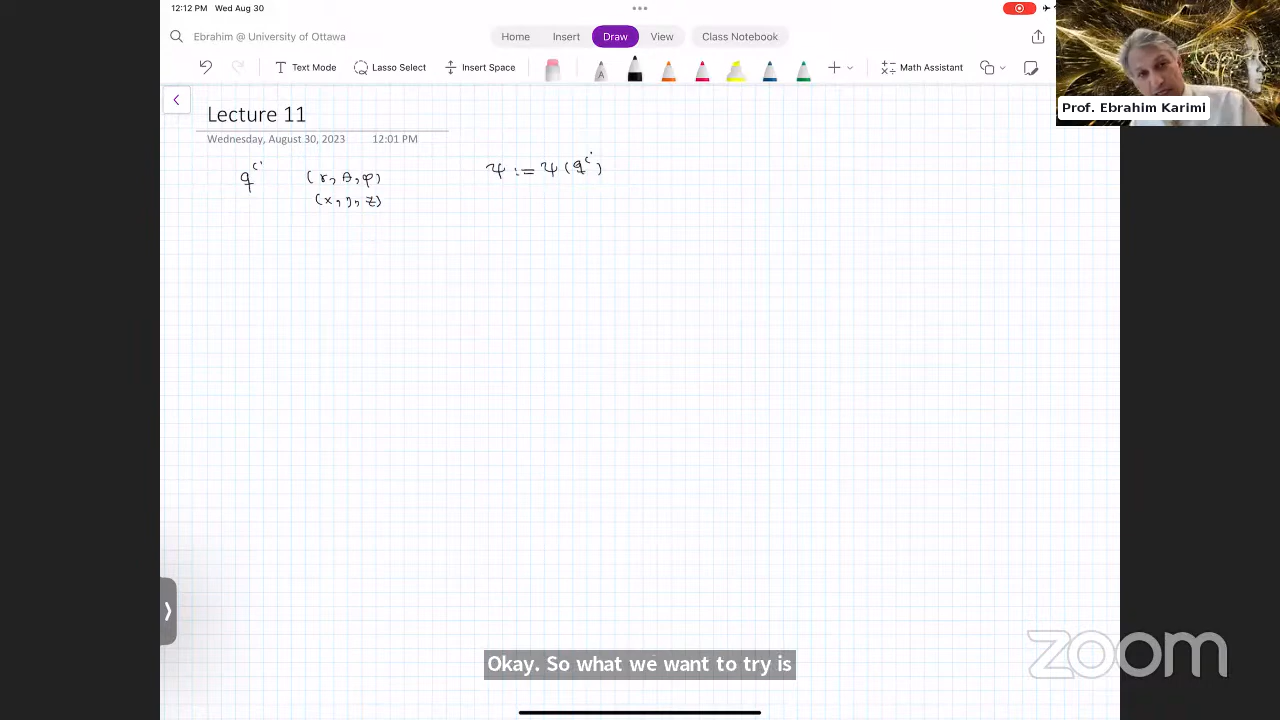 12:12 PM Wed Aug 30
Ebrahim @ University of Ottawa
Home Insert Draw View Class Notebook
Text Mode Lasso Select Insert Space Math Assistant
Prof. Ebrahim Karimi
Lecture 11
Wednesday, August 30, 2023 12:01 PM
qⁱ (r, θ, φ) ψ := ψ(qⁱ)
(x, y, z)
Okay. So what we want to try is
zoom